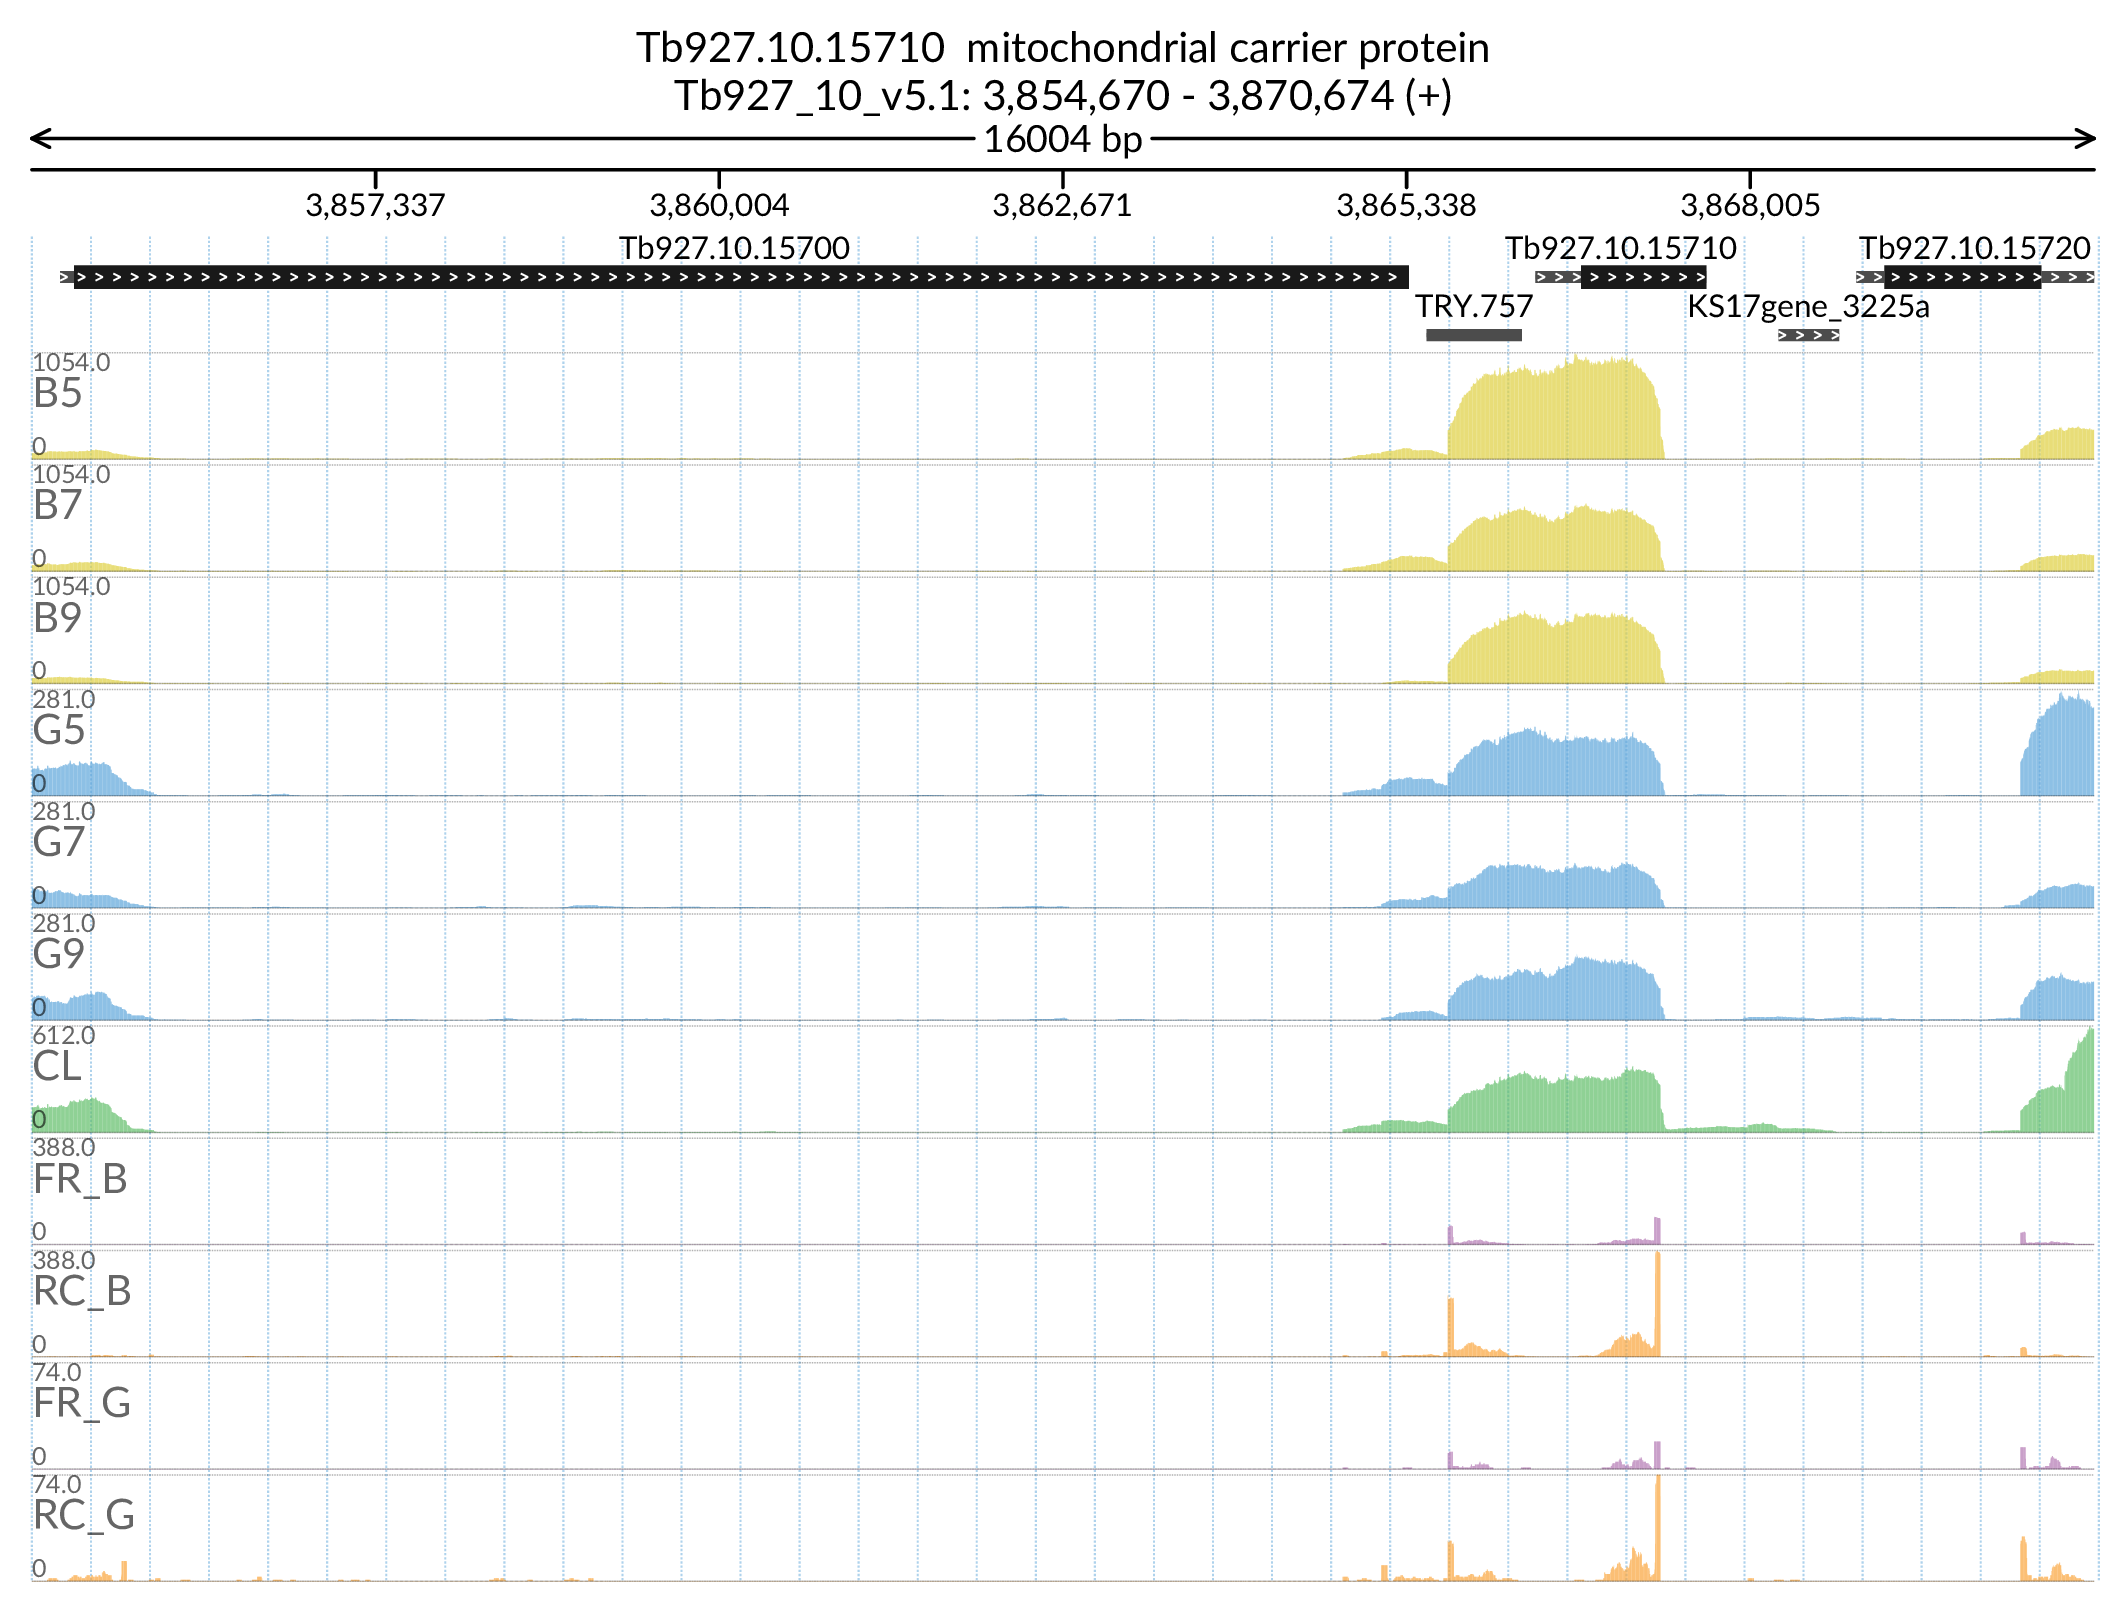 Tb927.10.15710  mitochondrial carrier protein
Tb927_10_v5.1: 3,854,670 - 3,870,674 (+)
16004 bp
3,857,337 3,860,004 3,862,671 3,865,338 3,868,005
Tb927.10.15700 Tb927.10.15710 Tb927.10.15720
TRY.757 KS17gene_3225a
1054.0
B5
0
1054.0
B7
0
1054.0
B9
0
281.0
G5
0
281.0
G7
0
281.0
G9
0
612.0
CL
0
388.0
FR_B
0
388.0
RC_B
0
74.0
FR_G
0
74.0
RC_G
0